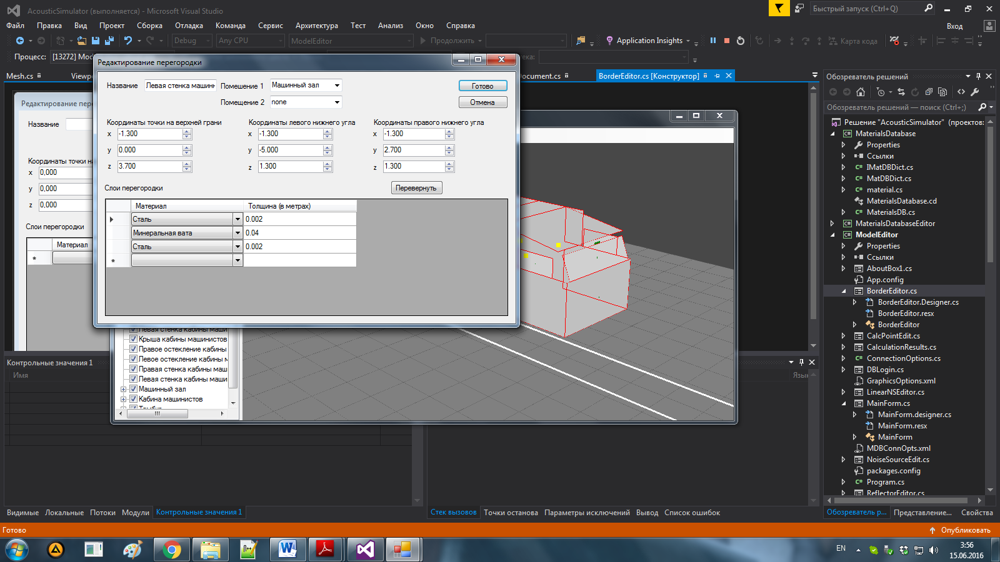 AcousticSimulator (выполняется) - Microsoft Visual Studio
Быстрый запуск (Ctrl+Q)
Файл Правка Вид Проект Сборка Отладка Команда Сервис Архитектура Тест Анализ Окно Справка
Вход
Debug Any CPU ModelEditor Продолжить Application Insights Карта кода
Процесс: [13272] Mod
Mesh.cs
BorderEditor.cs [Конструктор]
Редактирование перегородки
Название Левая стенка машинн Помешение 1 Машинный зал Готово
Помещение 2 none Отмена
Координаты точки на верхней грани Координаты левого нижнего угла Координаты правого нижнего угла
x -1.300 x -1.300 x -1.300
y 0.000 y -5.000 y 2.700
z 3.700 z 1.300 z 1.300
Слои перегородки Перевернуть
Материал Толщина (в метрах)
Сталь 0.002
Минеральная вата 0.04
Сталь 0.002
*
Редактирование пере
Название
Координаты точки на
x 0,000
y 0,000
z 0,000
Слои перегородки
Материал
*
Левая стенка кабины маши
Крыша кабины машинистов
Правое остекление кабины
Левое остекление кабины м
Правая стенка кабины маш
Левая стенка кабины маши
Машинный зал
Кабина машинистов
Обозреватель решений
Обозреватель решений — поиск (Ctrl+;)
Решение "AcousticSimulator" (проектов:
MaterialsDatabase
Properties
Ссылки
IMatDBDict.cs
MatDBDict.cs
material.cs
MaterialsDatabase.cd
MaterialsDB.cs
MaterialsDatabaseEditor
ModelEditor
Properties
Ссылки
AboutBox1.cs
App.config
BorderEditor.cs
BorderEditor.Designer.cs
BorderEditor.resx
BorderEditor
CalcPointEdit.cs
CalculationResults.cs
ConnectionOptions.cs
DBLogin.cs
GraphicsOptions.xml
LinearNSEditor.cs
MainForm.cs
MainForm.designer.cs
MainForm.resx
MainForm
MDBConnOpts.xml
NoiseSourceEdit.cs
packages.config
Program.cs
ReflectorEditor.cs
Обозреватель р... Представление... Свойства
Контрольные значения 1
Имя
Язык
Видимые Локальные Потоки Модули Контрольные значения 1
Стек вызовов Точки останова Параметры исключений Вывод Список ошибок
Готово
Опубликовать
EN
3:56
15.06.2016